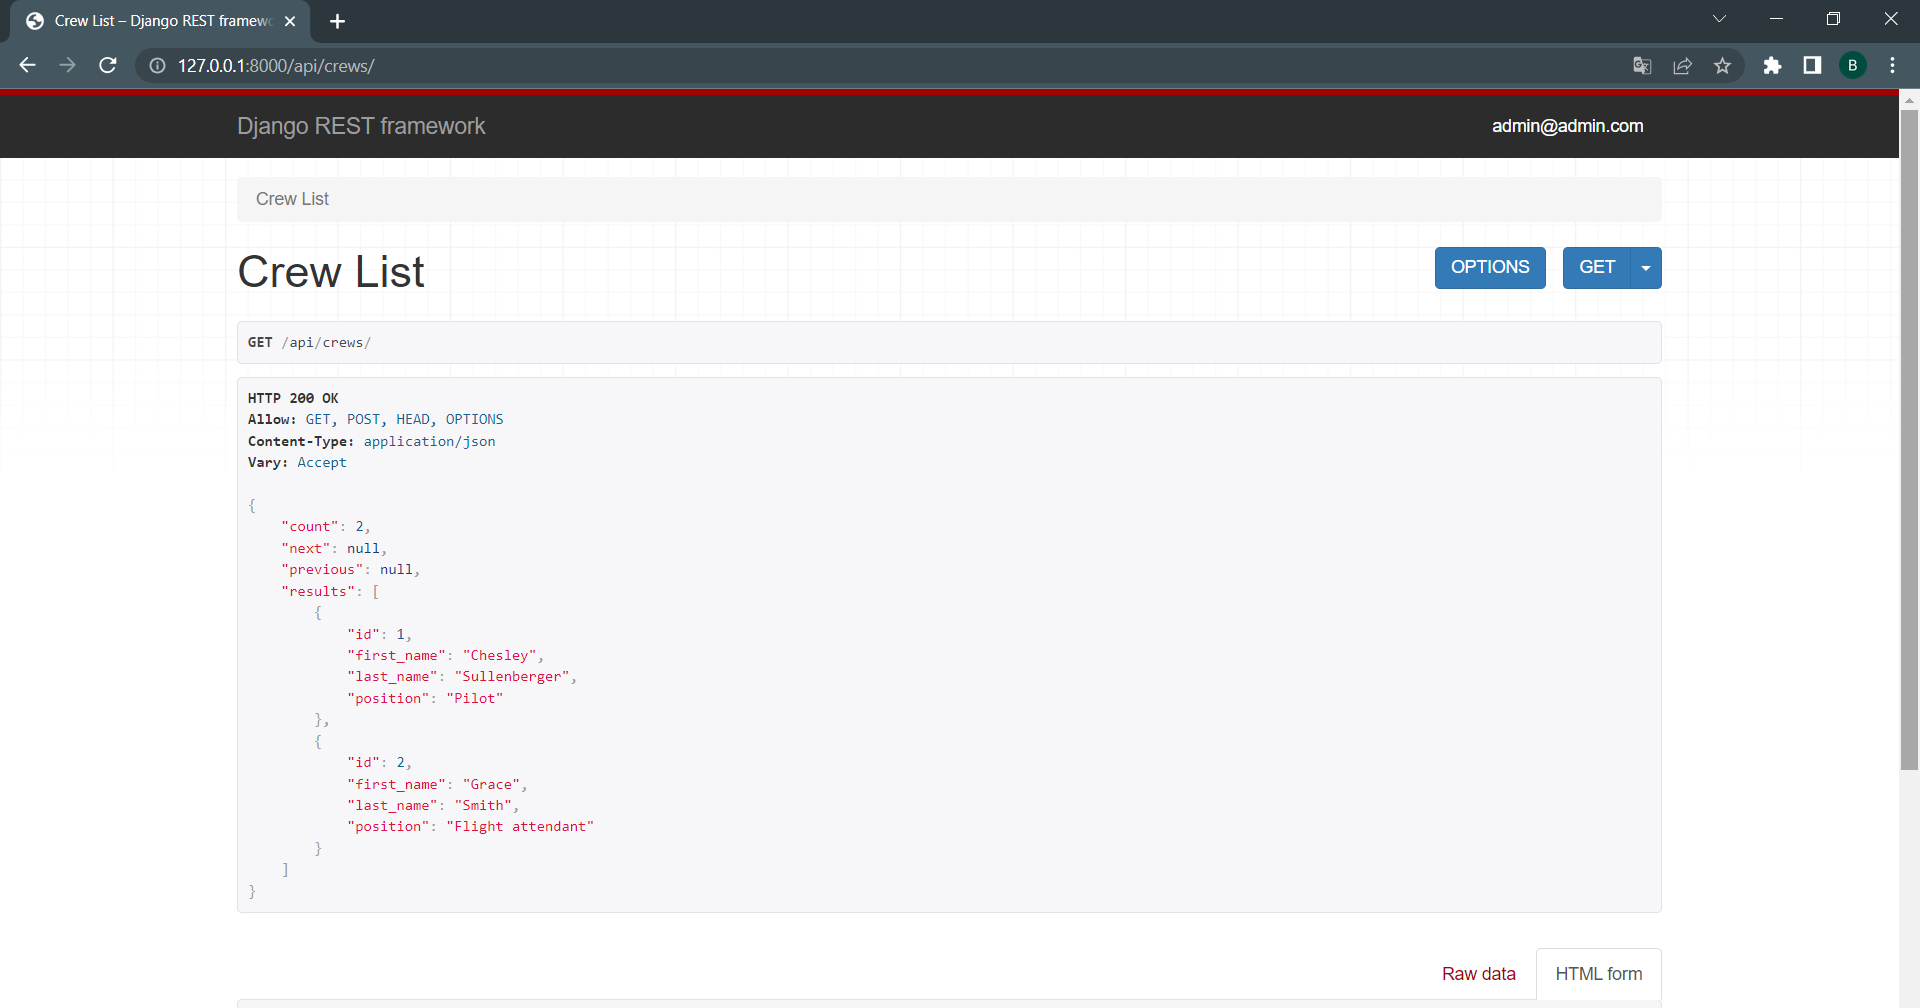 Crew List – Django REST framewo
127.0.0.1:8000/api/crews/
B
Django REST framework
admin@admin.com
Crew List
Crew List
OPTIONS
GET
GET /api/crews/
HTTP 200 OK
Allow: GET, POST, HEAD, OPTIONS
Content-Type: application/json
Vary: Accept
{
    "count": 2,
    "next": null,
    "previous": null,
    "results": [
        {
            "id": 1,
            "first_name": "Chesley",
            "last_name": "Sullenberger",
            "position": "Pilot"
        },
        {
            "id": 2,
            "first_name": "Grace",
            "last_name": "Smith",
            "position": "Flight attendant"
        }
    ]
}
Raw data
HTML form